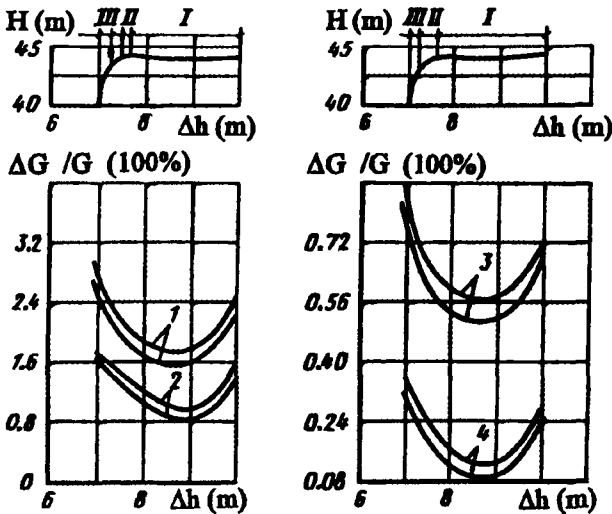 H (m) III II I
45
40
6 8 Δh (m)
H (m) III II I
45
40
6 8 Δh (m)
ΔG /G (100%)
3.2
2.4
1.6
0.8
0
1
2
6 8 Δh (m)
ΔG /G (100%)
0.72
0.56
0.40
0.24
0.08
3
4
6 8 Δh (m)